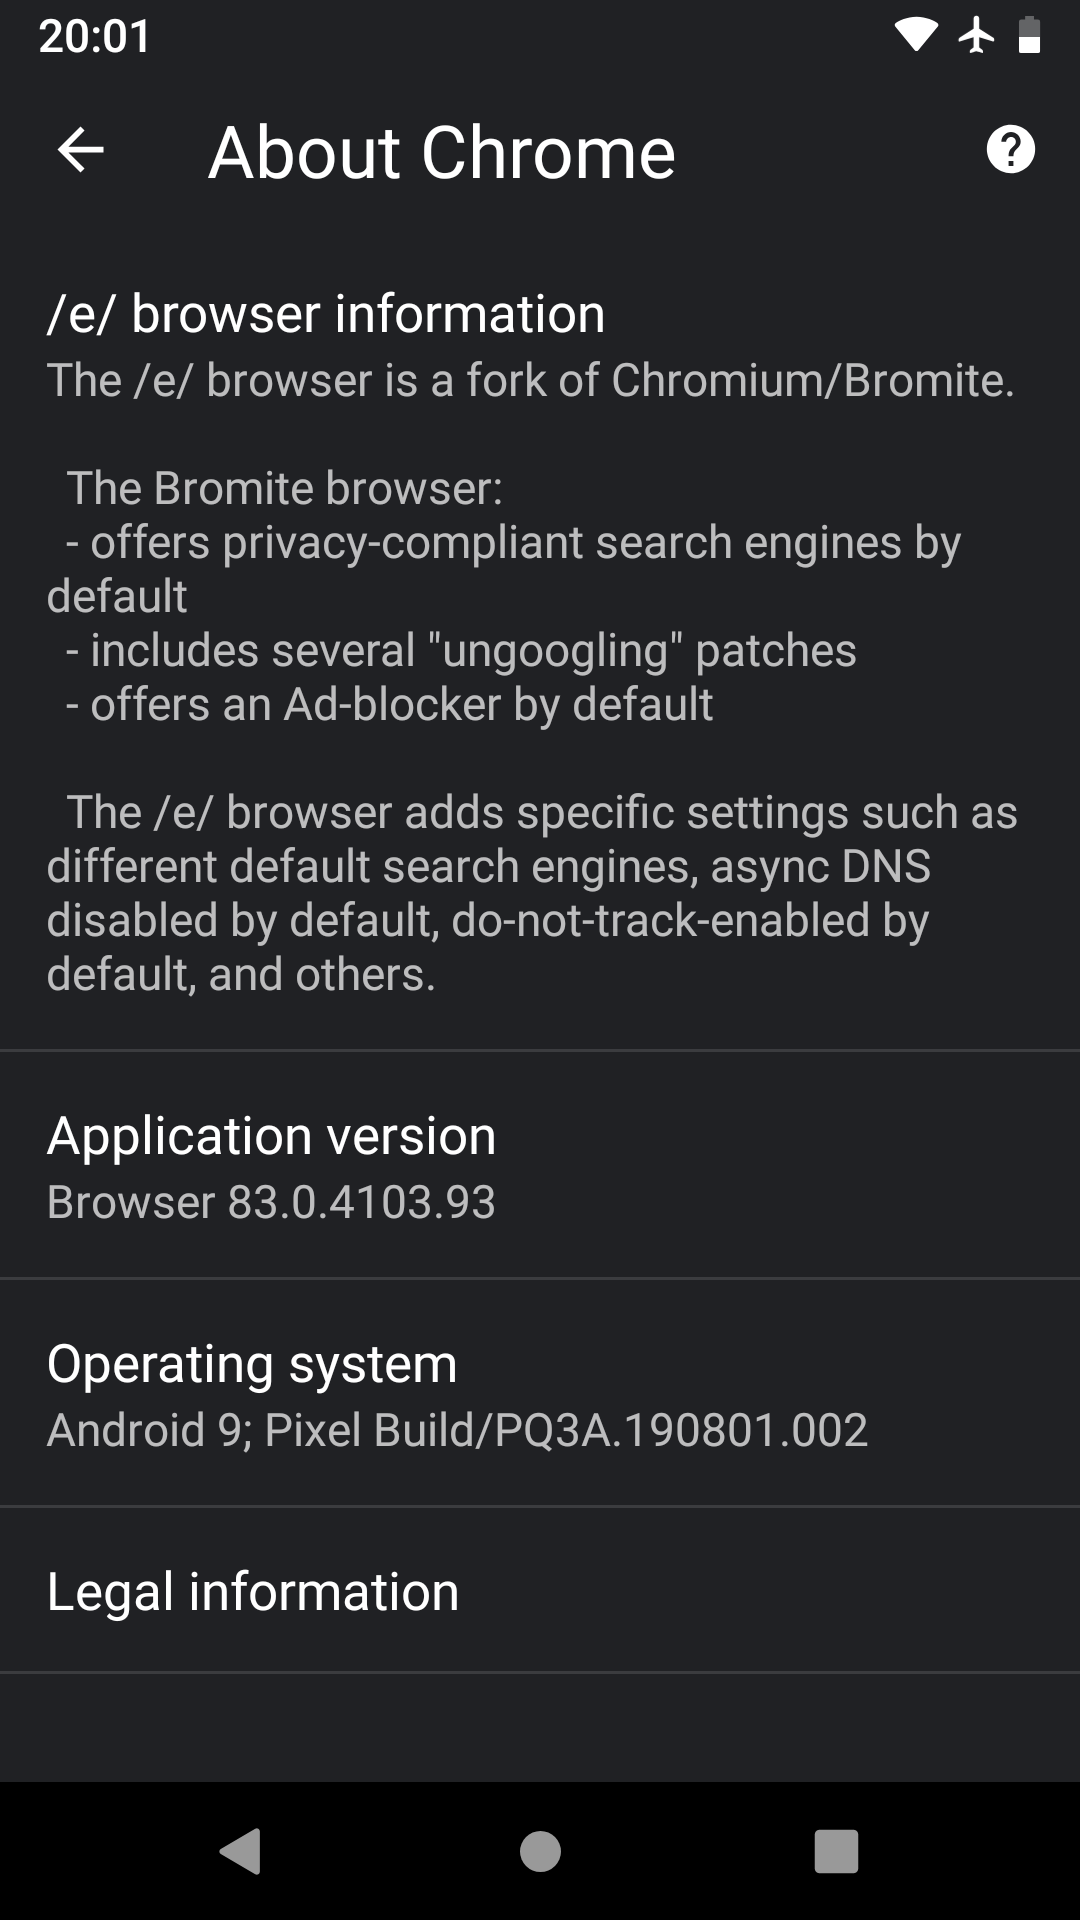 20:01
About Chrome
/e/ browser information
The /e/ browser is a fork of Chromium/Bromite.
The Bromite browser:
- offers privacy-compliant search engines by
default
- includes several "ungoogling" patches
- offers an Ad-blocker by default
The /e/ browser adds specific settings such as
different default search engines, async DNS
disabled by default, do-not-track-enabled by
default, and others.
Application version
Browser 83.0.4103.93
Operating system
Android 9; Pixel Build/PQ3A.190801.002
Legal information